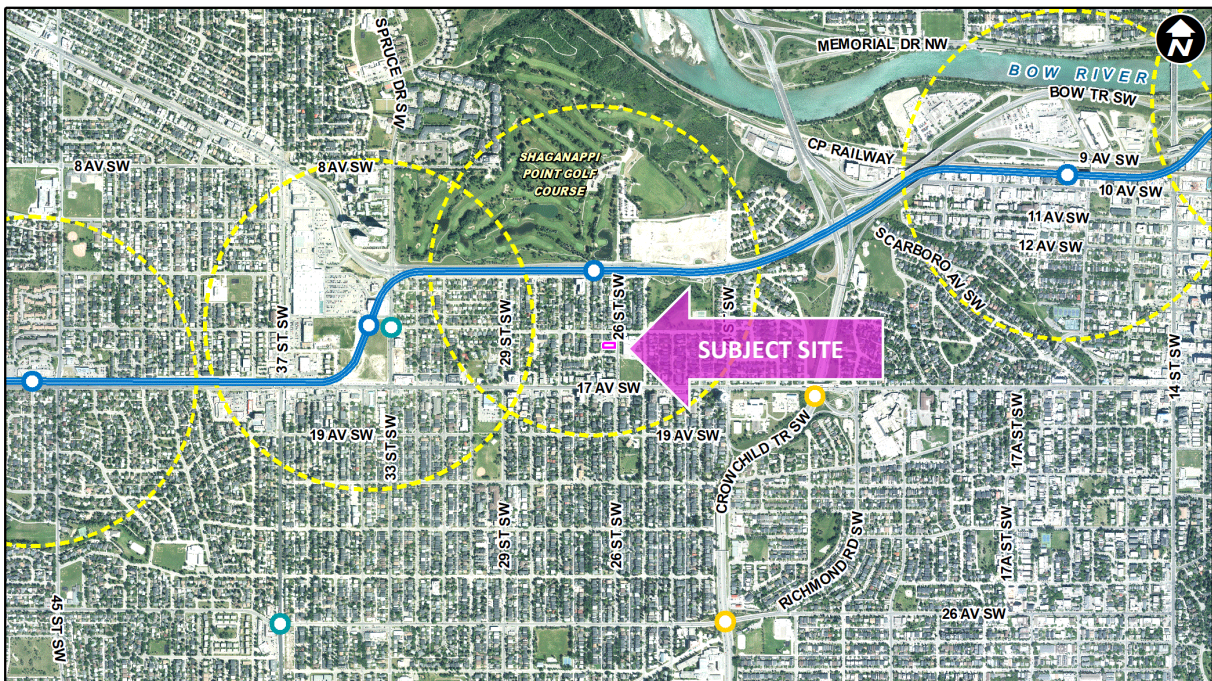 MEMORIAL DR NW
N
BOW RIVER
BOW TR SW
SPRUCE DR SW
CP RAILWAY
8 AV SW
8 AV SW
SHAGANAPPI
POINT GOLF
COURSE
9 AV SW
10 AV SW
11 AV SW
12 AV SW
SCARBORO AV SW
37 ST SW
29 ST SW
26 ST SW
ST SW
14 ST SW
SUBJECT SITE
17 AV SW
19 AV SW
33 ST SW
19 AV SW
CROWCHILD TR SW
17A ST SW
29 ST SW
26 ST SW
17A ST SW
RICHMOND RD SW
45 ST SW
26 AV SW